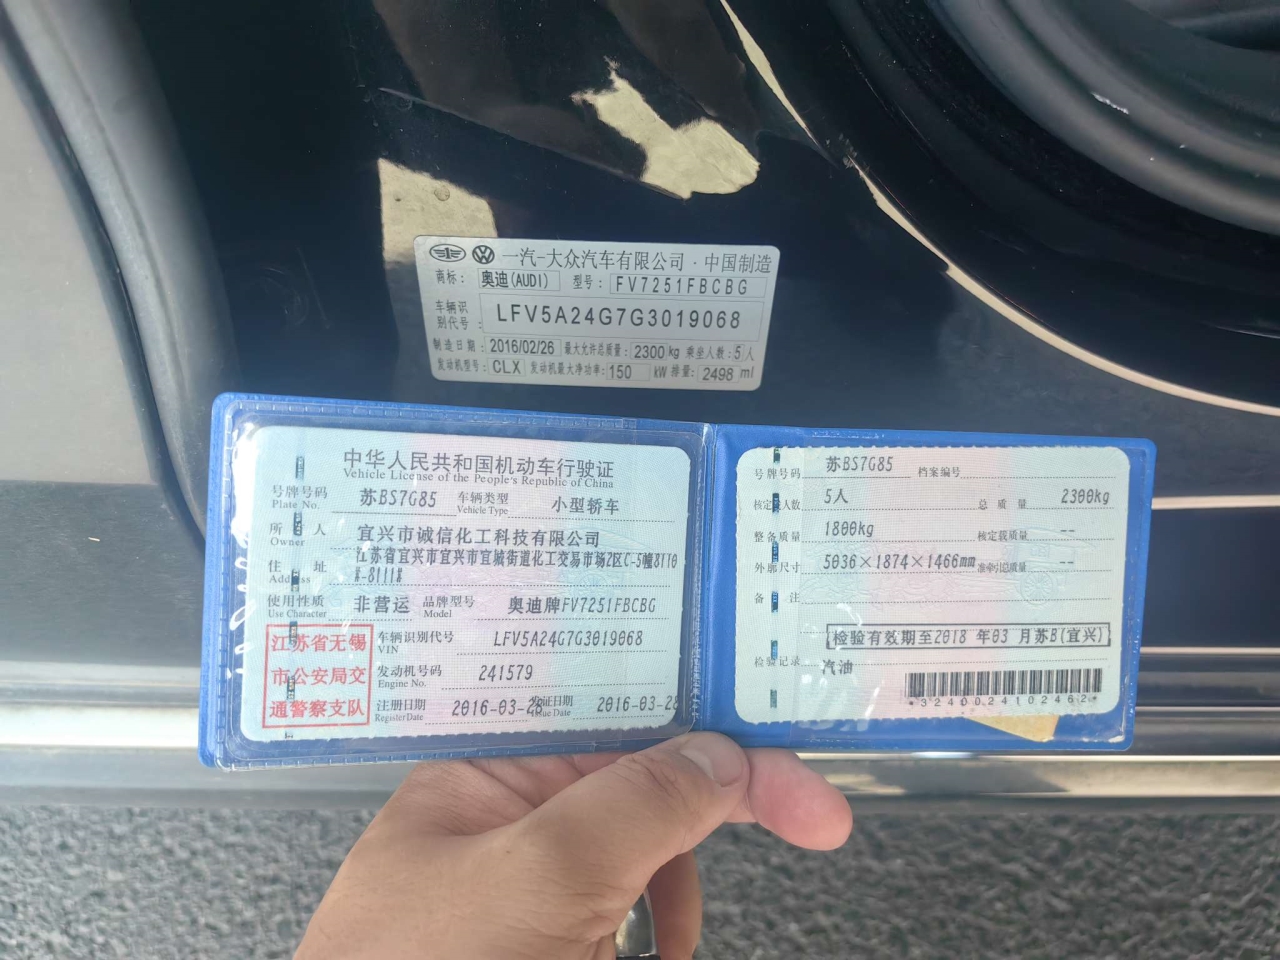 一汽-大众汽车有限公司·中国制造
商标: 奥迪(AUDI) 型号: FV7251FBCBG
车辆识别代号: LFV5A24G7G3019068
制造日期: 2016/02/26 最大允许总质量: 2300 kg 乘坐人数: 5人
发动机型号: CLX 发动机最大净功率: 150 kW 排量: 2498 ml
中华人民共和国机动车行驶证
Vehicle License of the People's Republic of China
号牌号码 苏BS7G85 车辆类型 小型轿车
Plate No. Vehicle Type
所有人 宜兴市诚信化工科技有限公司
Owner
住址 江苏省宜兴市宜兴市宜城街道化工交易市场2区C-5幢8110
Address #-8111#
使用性质 非营运 品牌型号 奥迪牌FV7251FBCBG
Use Character Model
江苏省无锡
市公安局交
通警察支队
车辆识别代号 LFV5A24G7G3019068
VIN
发动机号码 241579
Engine No.
注册日期 2016-03-28 发证日期 2016-03-28
Register Date Issue Date
号牌号码 苏BS7G85 档案编号
核定载人数 5人 总质量 2300kg
整备质量 1800kg 核定载质量 --
外廓尺寸 5036×1874×1466mm 准牵引总质量 --
备注
检验有效期至2018 年03 月苏B(宜兴)
检验记录 汽油
*3240024102462*